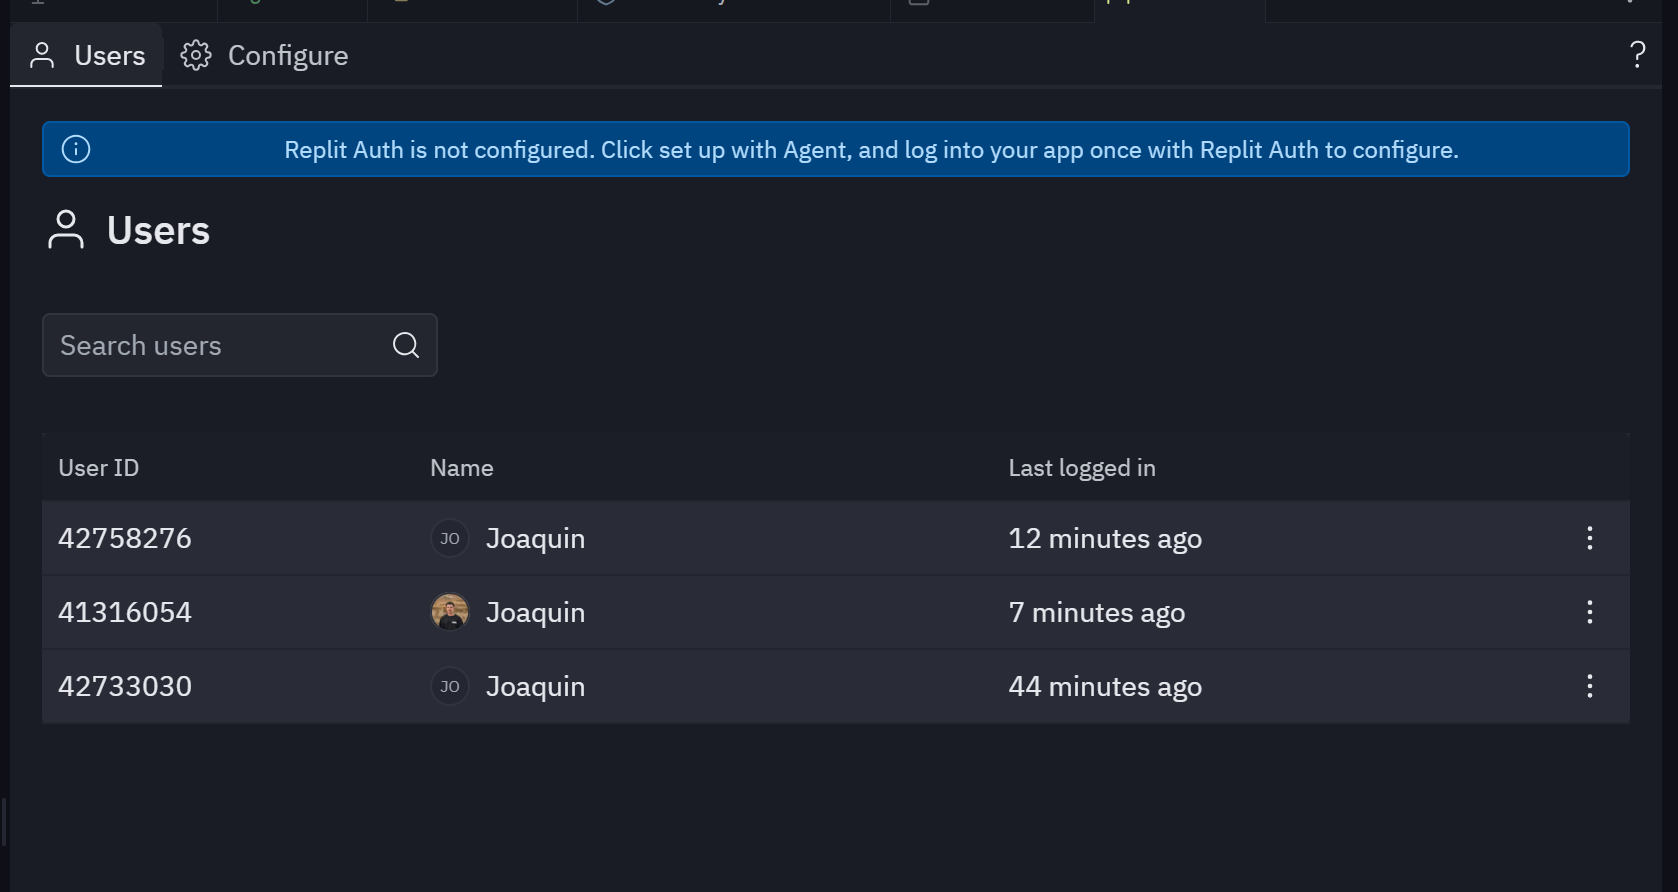 Users
Configure
?
Replit Auth is not configured. Click set up with Agent, and log into your app once with Replit Auth to configure.
Users
Search users
User ID Name Last logged in
42758276 JO Joaquin 12 minutes ago
41316054 Joaquin 7 minutes ago
42733030 JO Joaquin 44 minutes ago